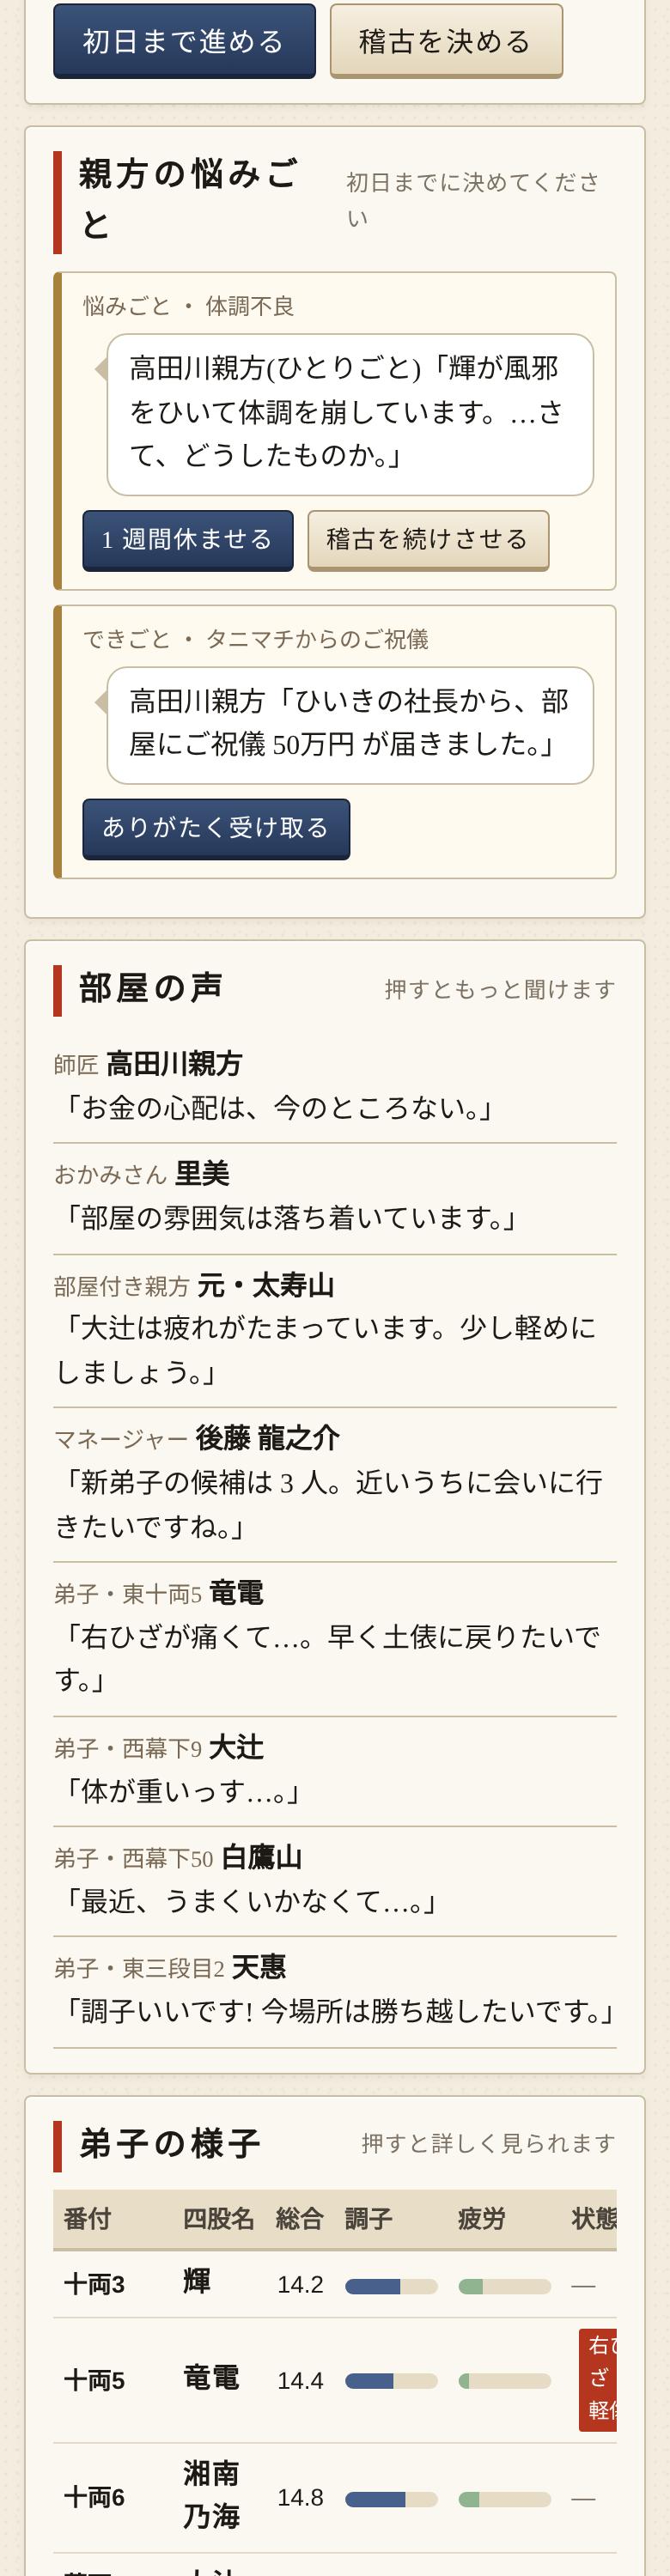 初日まで進める
稽古を決める
親方の悩みご
と
初日までに決めてくださ
い
悩みごと ・ 体調不良
高田川親方(ひとりごと)「輝が風邪
をひいて体調を崩しています。…さ
て、どうしたものか。」
1 週間休ませる
稽古を続けさせる
できごと ・ タニマチからのご祝儀
高田川親方「ひいきの社長から、部
屋にご祝儀 50万円 が届きました。」
ありがたく受け取る
部屋の声
押すともっと聞けます
師匠 高田川親方
「お金の心配は、今のところない。」
おかみさん 里美
「部屋の雰囲気は落ち着いています。」
部屋付き親方 元・太寿山
「大辻は疲れがたまっています。少し軽めに
しましょう。」
マネージャー 後藤 龍之介
「新弟子の候補は 3 人。近いうちに会いに行
きたいですね。」
弟子・東十両5 竜電
「右ひざが痛くて…。早く土俵に戻りたいで
す。」
弟子・西幕下9 大辻
「体が重いっす…。」
弟子・西幕下50 白鷹山
「最近、うまくいかなくて…。」
弟子・東三段目2 天惠
「調子いいです! 今場所は勝ち越したいです。」
弟子の様子
押すと詳しく見られます
番付 四股名 総合 調子 疲労 状態
十両3 輝 14.2 —
十両5 竜電 14.4
右ひ
ざ
軽
十両6 湘南
乃海 14.8 —